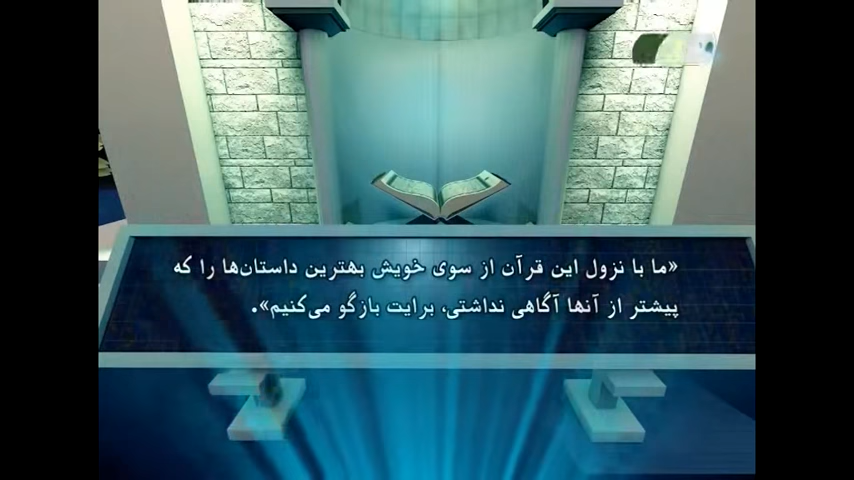 «ما با نزول این قرآن از سوی خویش بهترین داستان‌ها را که
پیشتر از آنها آگاهی نداشتی، برایت بازگو می‌کنیم».